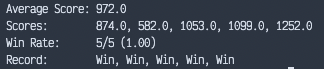 Average Score: 972.0
Scores: 874.0, 582.0, 1053.0, 1099.0, 1252.0
Win Rate: 5/5 (1.00)
Record: Win, Win, Win, Win, Win